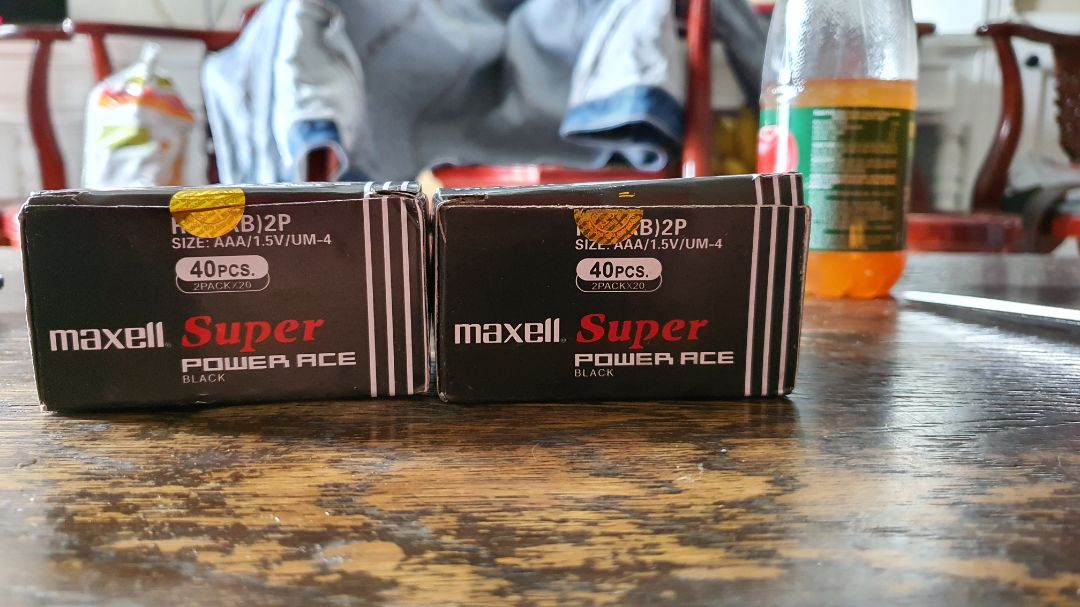 B)2P
SIZE: AAA/1.5V/UM-4
40PCS.
2PACKX20
maxell Super
POWER ACE
BLACK
B)2P
SIZE: AAA/1.5V/UM-4
40PCS.
2PACKX20
maxell Super
POWER ACE
BLACK